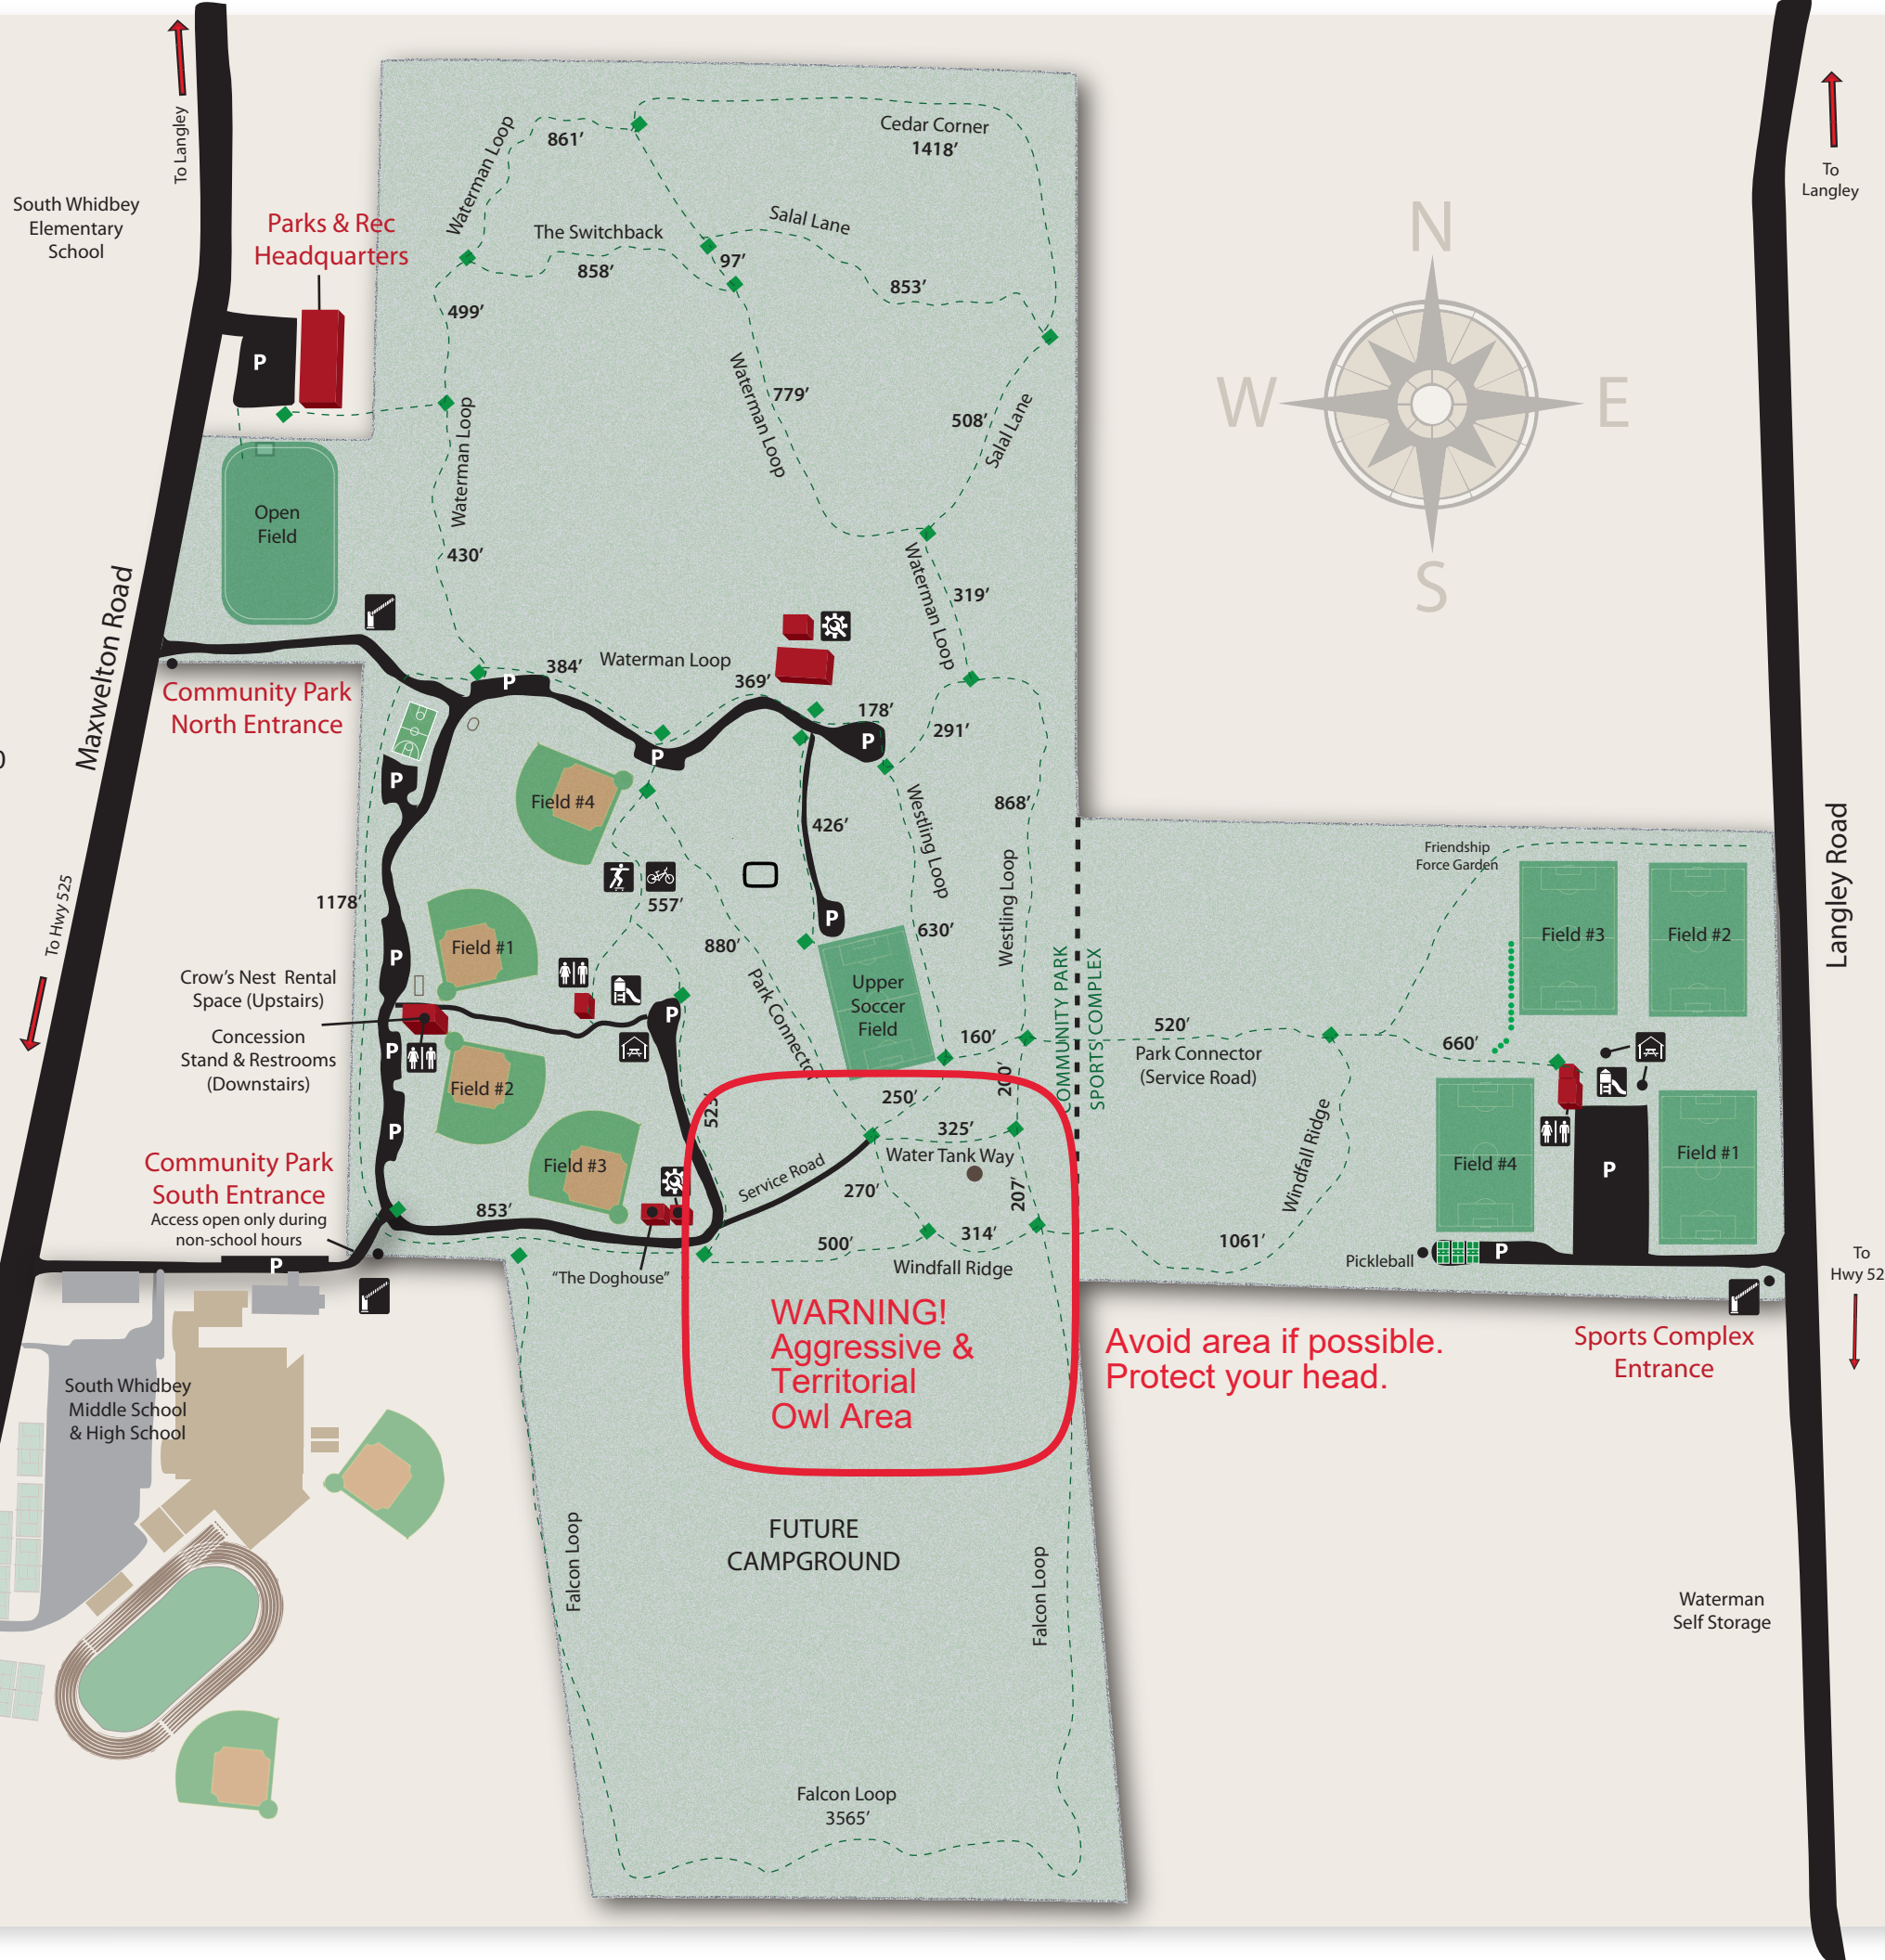 To Langley
South Whidbey
Elementary
School
Parks & Rec
Headquarters
P
Open
Field
Maxwelton Road
Community Park
North Entrance
To Hwy 525
Waterman Loop
861’
Cedar Corner
1418’
The Switchback
858’
Salal Lane
97’
853’
499’
Waterman Loop
430’
Waterman Loop
779’
508’
Salal Lane
N
W
E
S
To
Langley
Waterman Loop
319’
384’
Waterman Loop
369’
178’
291’
P
P
P
P
Field #4
426’
Westling Loop
868’
Westling Loop
630’
557’
880’
Park Connector
1178’
P
Field #1
P
Upper
Soccer
Field
P
Crow’s Nest Rental
Space (Upstairs)
Concession
Stand & Restrooms
(Downstairs)
P
P
Field #2
Field #3
160’
200’
250’
525’
325’
Water Tank Way
Service Road
270’
207’
314’
500’
Windfall Ridge
COMMUNITY PARK
SPORTS COMPLEX
520’
Park Connector
(Service Road)
660’
Windfall Ridge
1061’
Friendship
Force Garden
Field #3
Field #2
Field #4
Field #1
P
Pickleball
P
Langley Road
To
Hwy 52
Sports Complex
Entrance
Community Park
South Entrance
Access open only during
non-school hours
853’
P
“The Doghouse”
South Whidbey
Middle School
& High School
WARNING!
Aggressive &
Territorial
Owl Area
Avoid area if possible.
Protect your head.
FUTURE
CAMPGROUND
Falcon Loop
Falcon Loop
Falcon Loop
3565’
Waterman
Self Storage